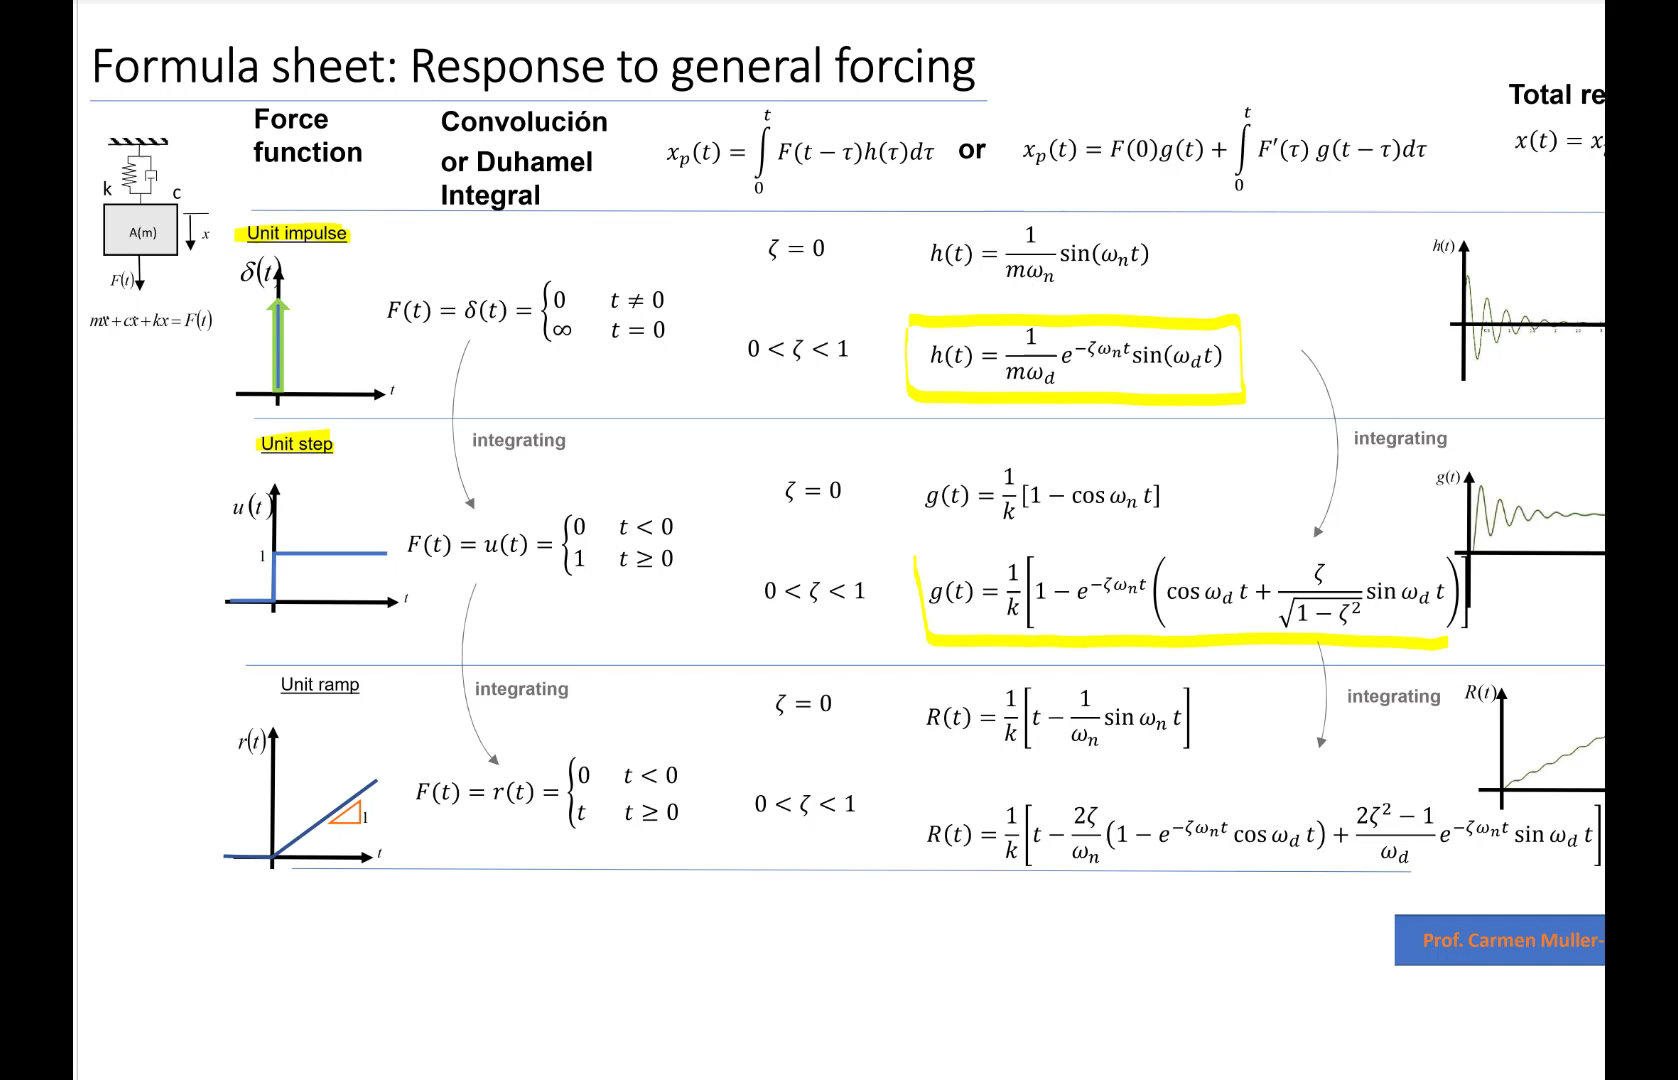 Formula sheet: Response to general forcing
Total re
Force function
Convolución or Duhamel Integral
x_p(t) = ∫_0^t F(t − τ)h(τ)dτ or x_p(t) = F(0)g(t) + ∫_0^t F′(τ) g(t − τ)dτ
x(t) = x
k
c
A(m)
x
F(t)
mẍ+cẋ+kx=F(t)
Unit impulse
δ(t)
t
F(t) = δ(t) = {0 t ≠ 0
∞ t = 0
ζ = 0
h(t) = 1/(mω_n) sin(ω_n t)
0 < ζ < 1
h(t) = 1/(mω_d) e^(−ζω_n t) sin(ω_d t)
h(t)
integrating
integrating
Unit step
u(t)
1
t
F(t) = u(t) = {0 t < 0
1 t ≥ 0
ζ = 0
g(t) = 1/k [1 − cos ω_n t]
0 < ζ < 1
g(t) = 1/k [1 − e^(−ζω_n t) (cos ω_d t + ζ/√(1 − ζ²) sin ω_d t)]
g(t)
integrating
integrating
Unit ramp
r(t)
1
t
F(t) = r(t) = {0 t < 0
t t ≥ 0
ζ = 0
R(t) = 1/k [t − 1/ω_n sin ω_n t]
0 < ζ < 1
R(t) = 1/k [t − 2ζ/ω_n (1 − e^(−ζω_n t) cos ω_d t) + (2ζ² − 1)/ω_d e^(−ζω_n t) sin ω_d t]
R(t)
Prof. Carmen Muller-